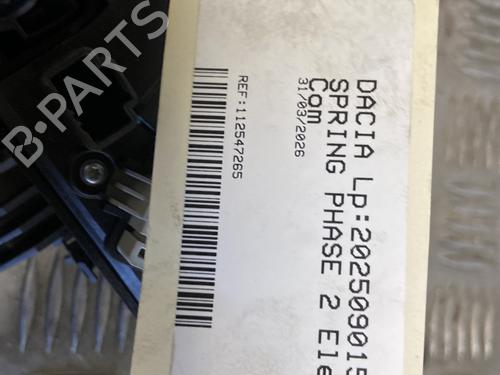 B-PARTS
DACIA Lp:202509015
SPRING PHASE 2 Ele
Com
31/03/2026
REF:112547265